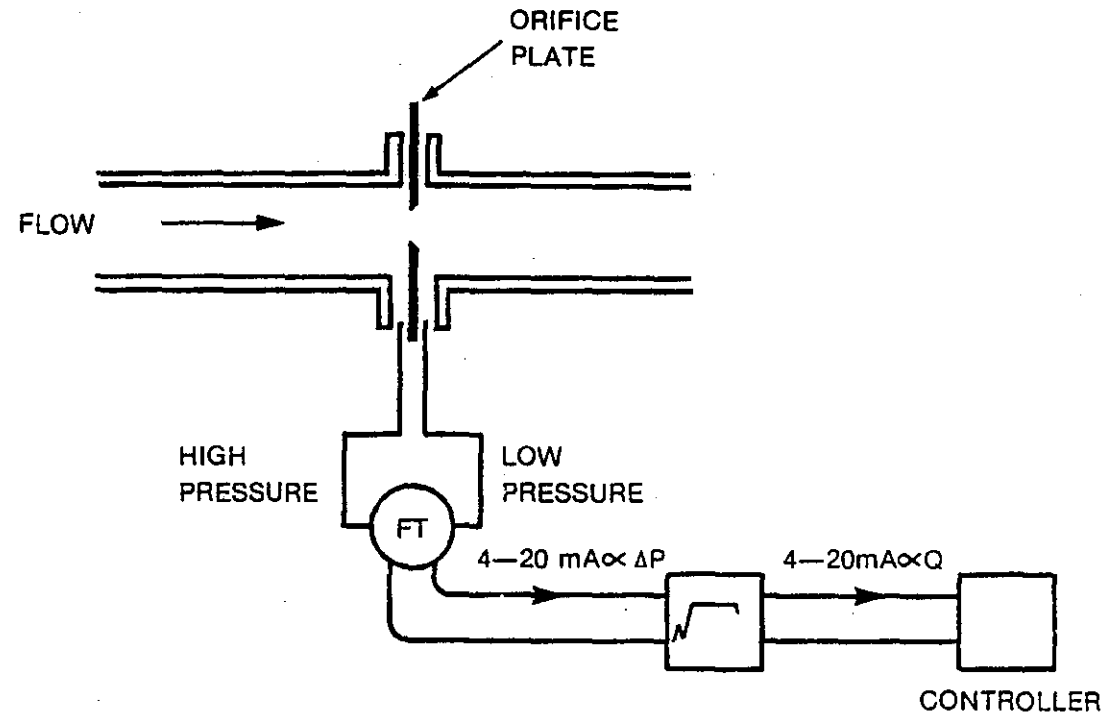 ORIFICE
PLATE
FLOW
HIGH
PRESSURE
LOW
PRESSURE
FT
4—20 mA∝ ΔP
4—20mA∝Q
√
CONTROLLER